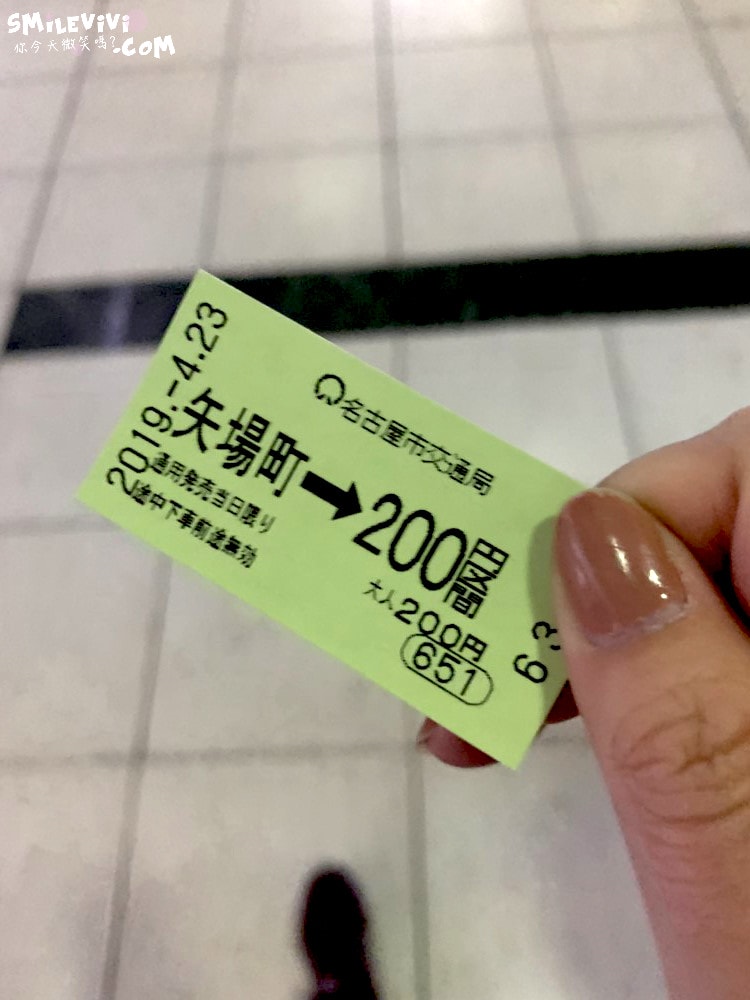 SMILEVIVI
你今天微笑嗎?.COM
名古屋市交通局
矢場町➡200円区間
通用発売当日限り
途中下車前途無効
大人200円
651
2019.-4.23